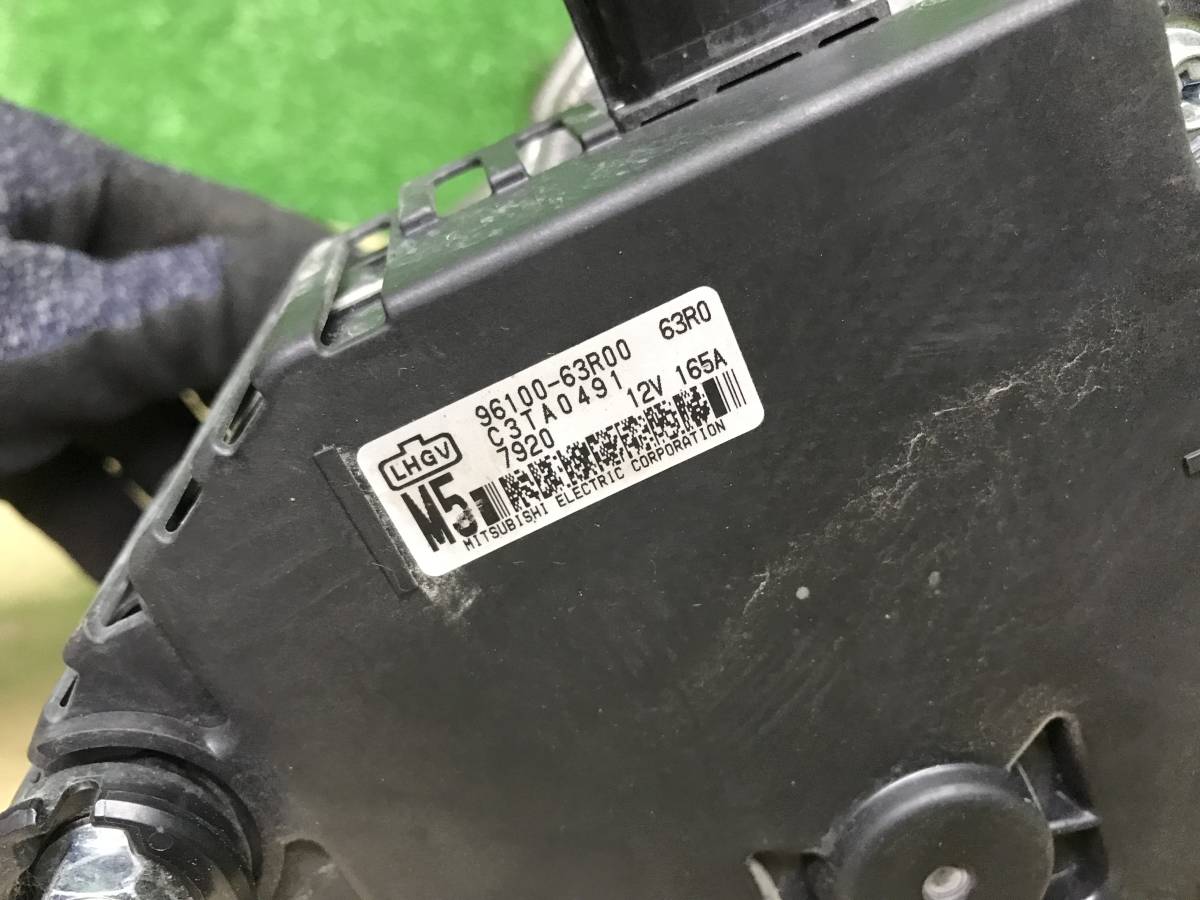 96100-63R00 63R0
C3TA0491
7920 12V 165A
LHGV
M5
MITSUBISHI ELECTRIC CORPORATION